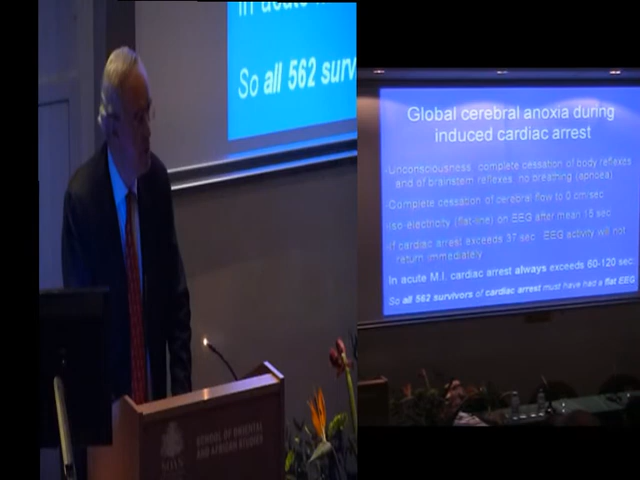 In acute
So all 562 surv
SOAS
SCHOOL OF ORIENTAL
AND AFRICAN STUDIES
Global cerebral anoxia during
induced cardiac arrest
-Unconsciousness: complete cessation of body reflexes
and of brainstem reflexes, no breathing (apnoea)
-Complete cessation of cerebral flow to 0 cm/sec
-Iso-electricity (flat-line) on EEG after mean 15 sec
-If cardiac arrest exceeds 37 sec EEG activity will not
return immediately
In acute M.I. cardiac arrest always exceeds 60-120 sec
So all 562 survivors of cardiac arrest must have had a flat EEG